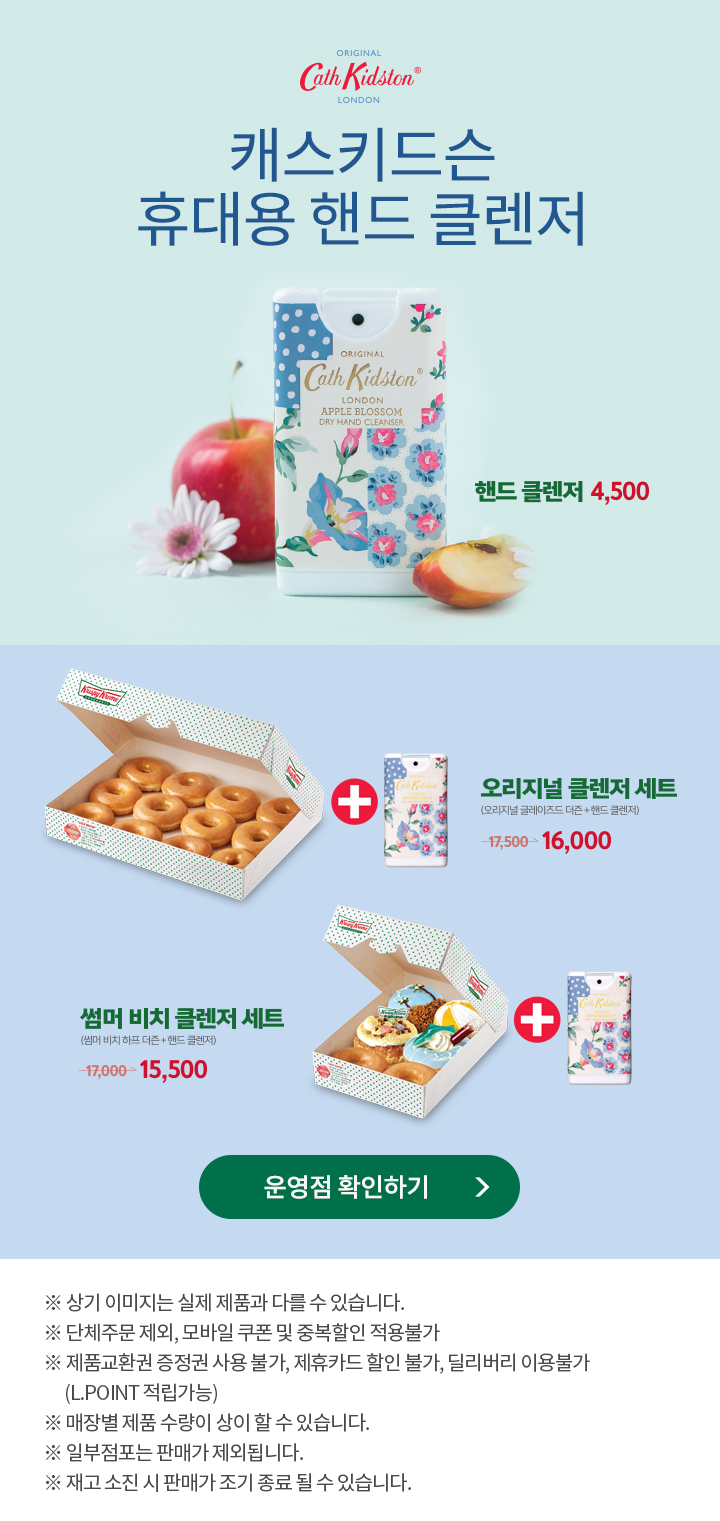 ORIGINAL
Cath Kidston®
LONDON
캐스키드슨
휴대용 핸드 클렌저
ORIGINAL
Cath Kidston®
LONDON
APPLE BLOSSOM
DRY HAND CLEANSER
핸드 클렌저 4,500
Krispy Kreme
DOUGHNUTS
Cath Kidston
오리지널 클렌저 세트
(오리지널 글레이즈드 더즌 + 핸드 클렌저)
17,500 16,000
Krispy Kreme
썸머 비치 클렌저 세트
(썸머 비치 하프 더즌 + 핸드 클렌저)
17,000 15,500
Krispy Kreme
Cath Kidston
운영점 확인하기
※ 상기 이미지는 실제 제품과 다를 수 있습니다.
※ 단체주문 제외, 모바일 쿠폰 및 중복할인 적용불가
※ 제품교환권 증정권 사용 불가, 제휴카드 할인 불가, 딜리버리 이용불가
(L.POINT 적립가능)
※ 매장별 제품 수량이 상이 할 수 있습니다.
※ 일부점포는 판매가 제외됩니다.
※ 재고 소진 시 판매가 조기 종료 될 수 있습니다.